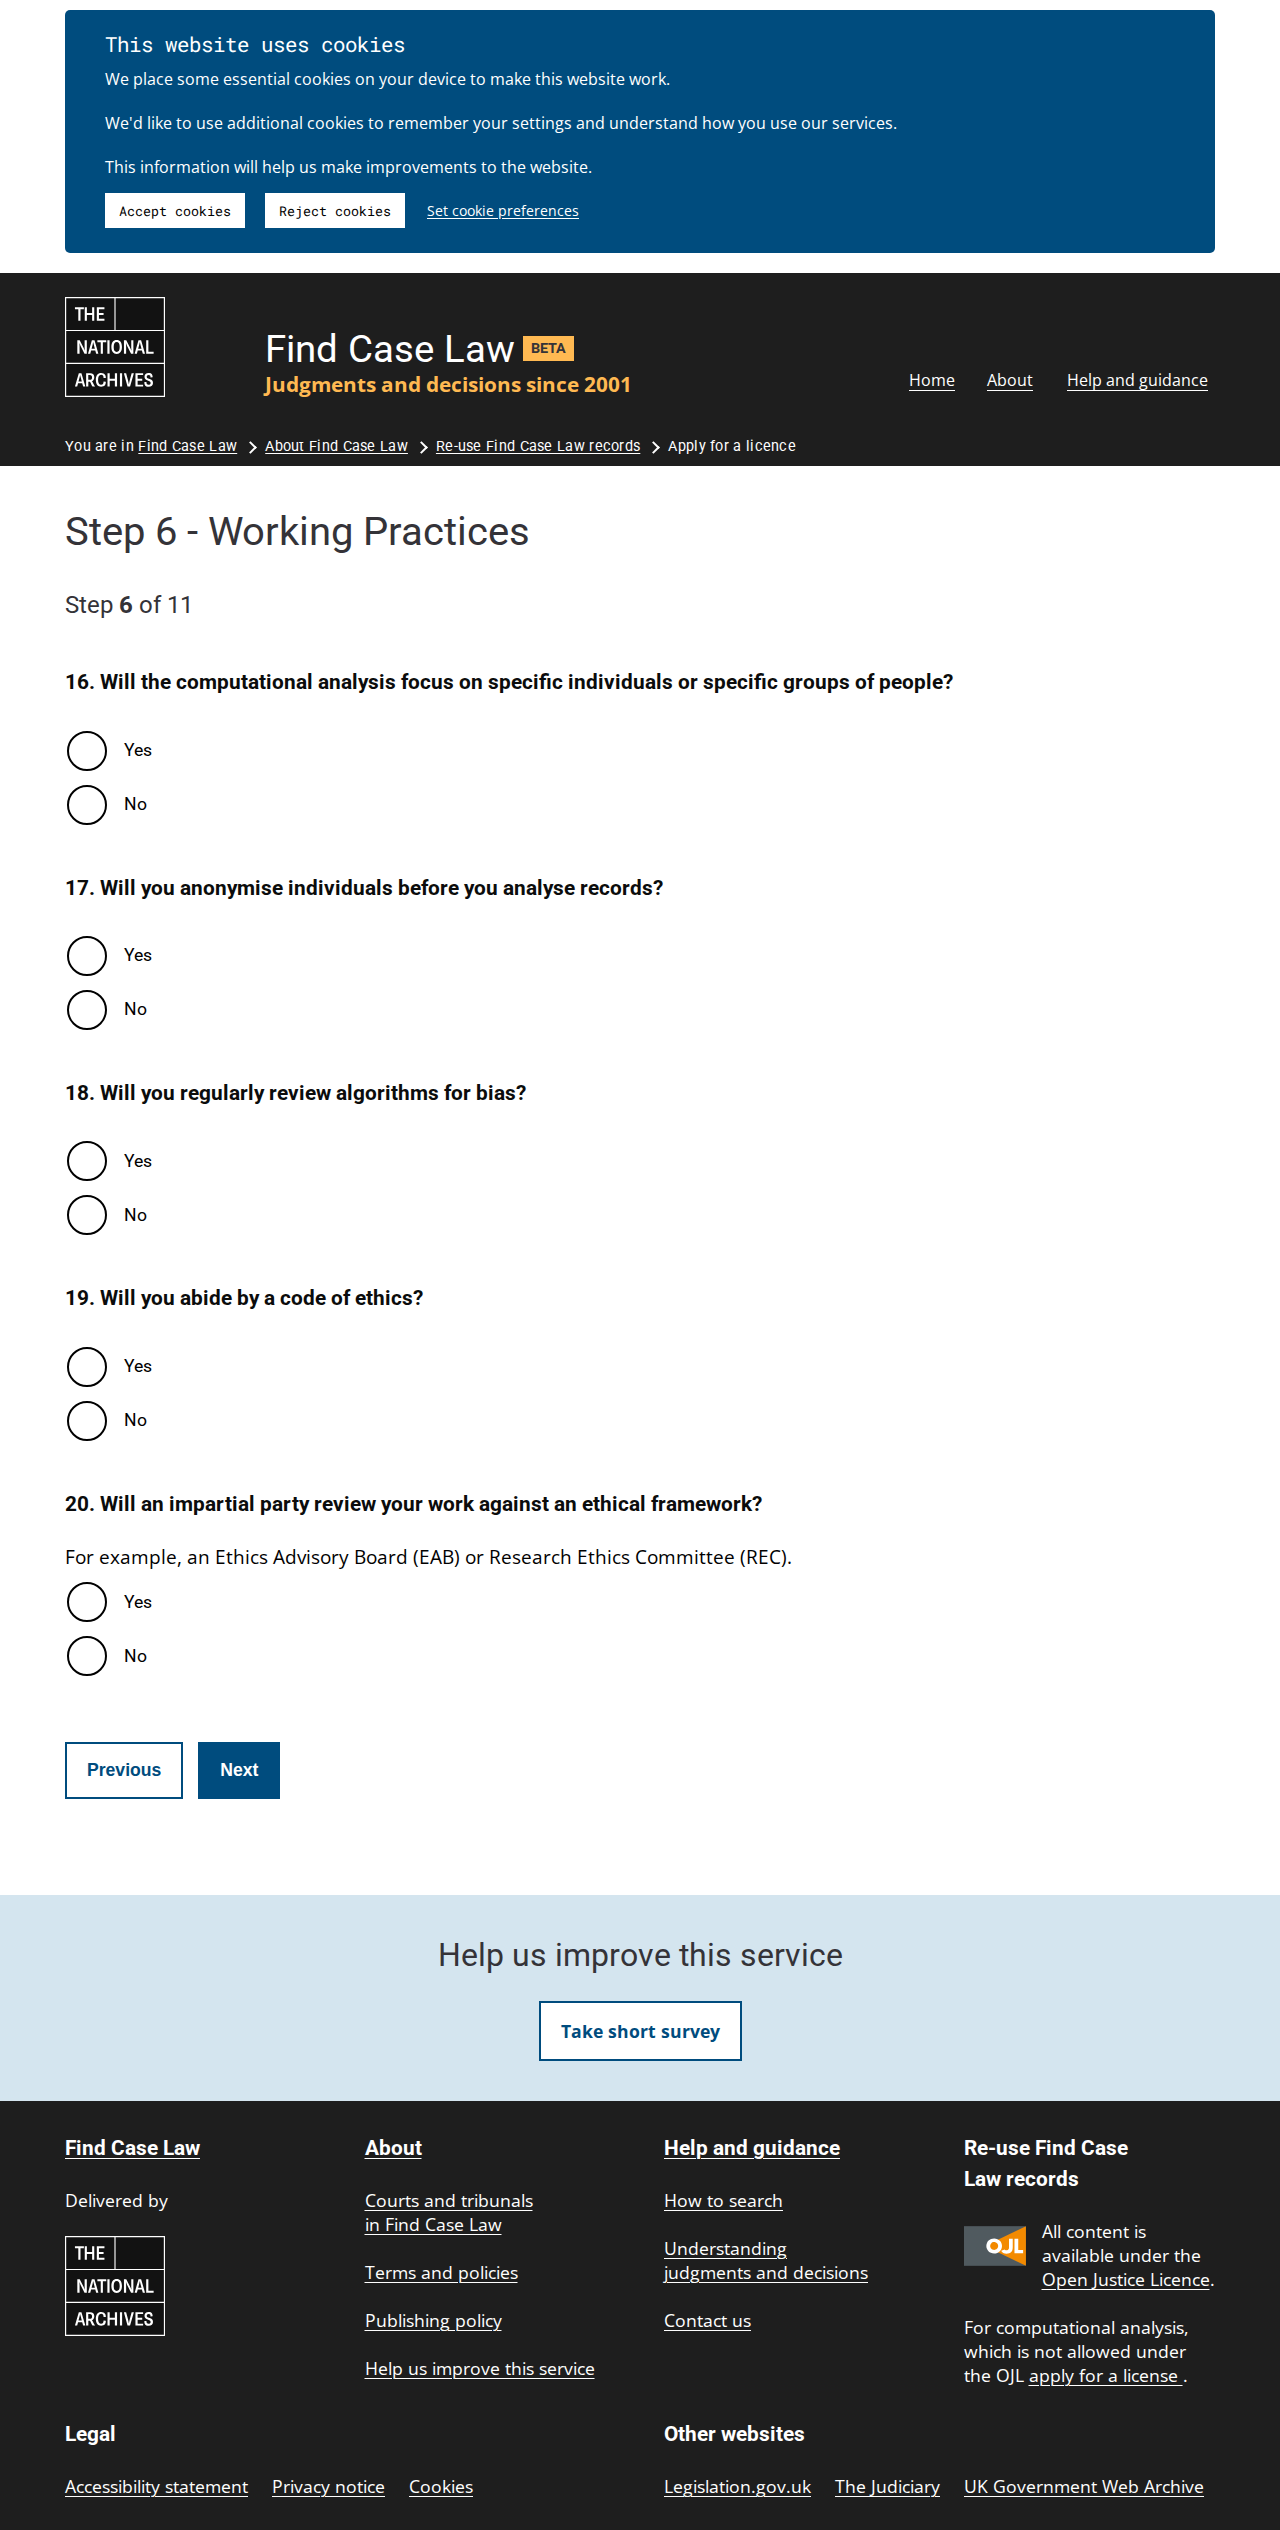 This website uses cookies
We place some essential cookies on your device to make this website work.
We'd like to use additional cookies to remember your settings and understand how you use our services.
This information will help us make improvements to the website.
Accept cookies Reject cookies Set cookie preferences
THE
NATIONAL
ARCHIVES
Find Case Law BETA
Judgments and decisions since 2001
Home About Help and guidance
You are in Find Case Law About Find Case Law Re-use Find Case Law records Apply for a licence
Step 6 - Working Practices
Step 6 of 11
16. Will the computational analysis focus on specific individuals or specific groups of people?
Yes
No
17. Will you anonymise individuals before you analyse records?
Yes
No
18. Will you regularly review algorithms for bias?
Yes
No
19. Will you abide by a code of ethics?
Yes
No
20. Will an impartial party review your work against an ethical framework?
For example, an Ethics Advisory Board (EAB) or Research Ethics Committee (REC).
Yes
No
Previous Next
Help us improve this service
Take short survey
Find Case Law
Delivered by
THE
NATIONAL
ARCHIVES
About
Courts and tribunals
in Find Case Law
Terms and policies
Publishing policy
Help us improve this service
Help and guidance
How to search
Understanding
judgments and decisions
Contact us
Re-use Find Case
Law records
OJL
All content is
available under the
Open Justice Licence.
For computational analysis,
which is not allowed under
the OJL apply for a license .
Legal
Accessibility statement Privacy notice Cookies
Other websites
Legislation.gov.uk The Judiciary UK Government Web Archive